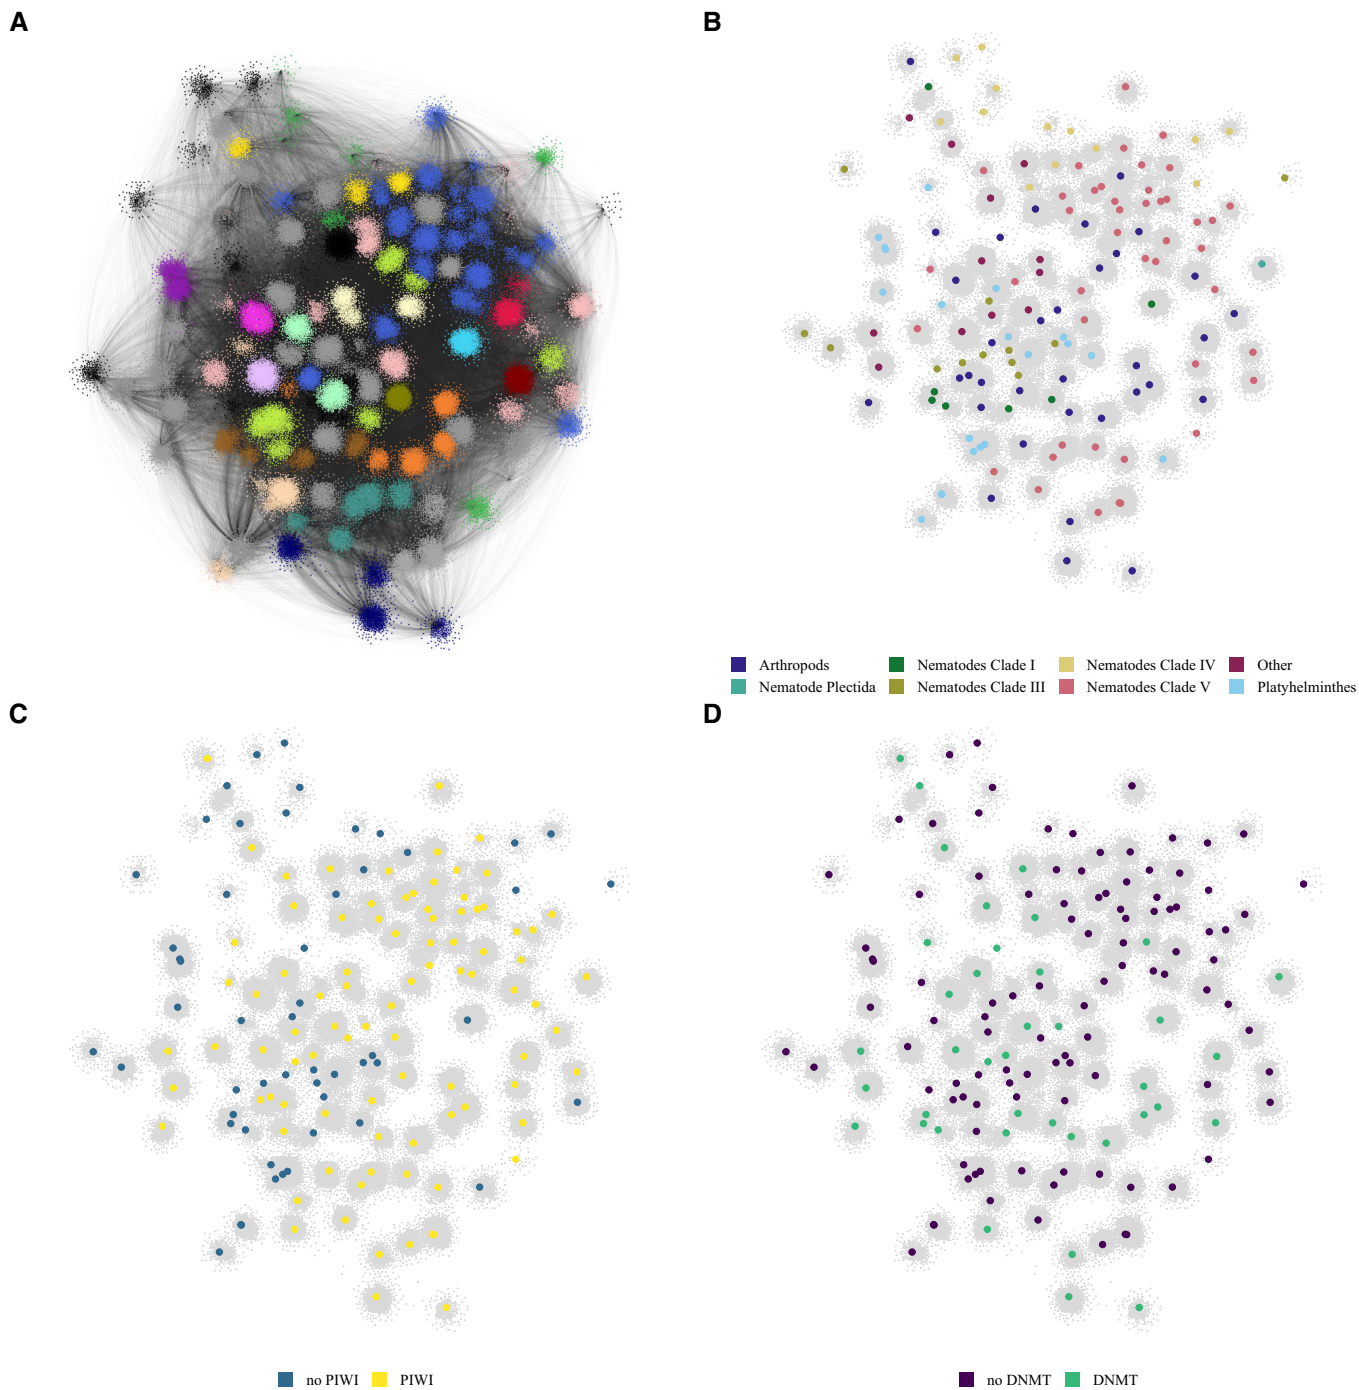 A
B
Arthropods Nematodes Clade I Nematodes Clade IV Other
Nematode Plectida Nematodes Clade III Nematodes Clade V Platyhelminthes
C
D
no PIWI PIWI
no DNMT DNMT